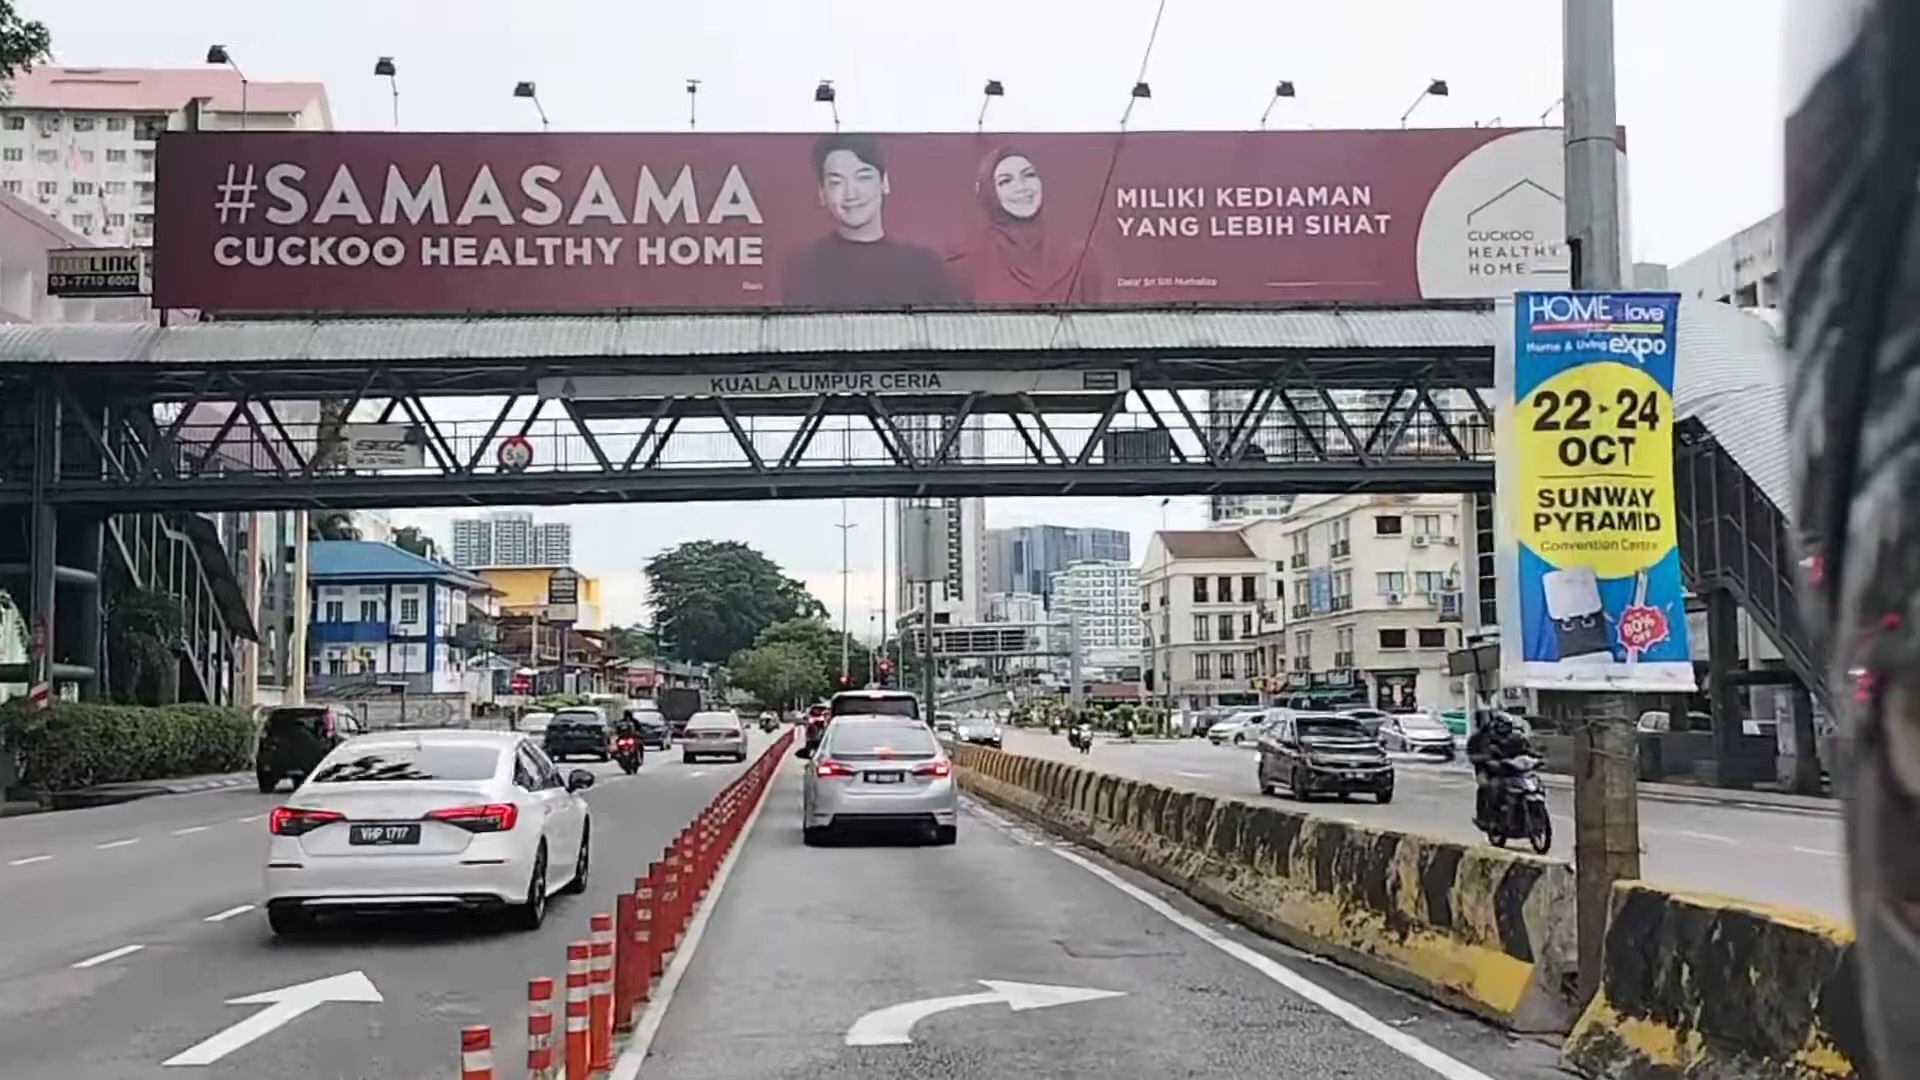 #SAMASAMA
CUCKOO HEALTHY HOME
Rain
MILIKI KEDIAMAN
YANG LEBIH SIHAT
Dato' Sri Siti Nurhaliza
CUCKOO
HEALTHY
HOME
LINK
03-7710 6002
KUALA LUMPUR CERIA
HOME love
Home & Living expo
22-24
OCT
SUNWAY
PYRAMID
Convention Centre
80%
OFF
VHP 1717